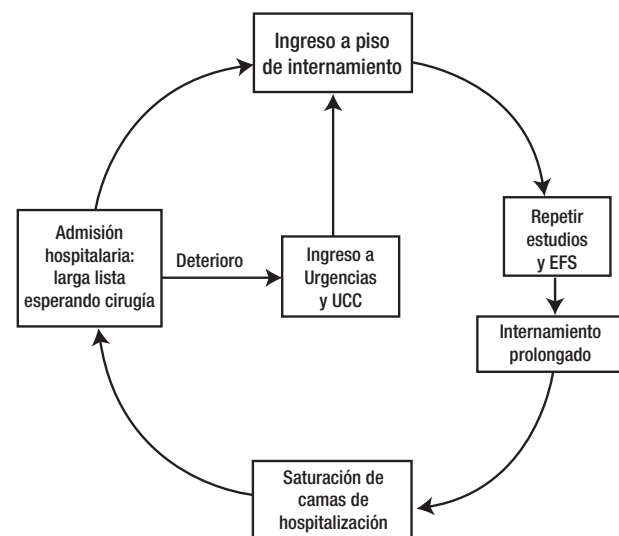 Ingreso a piso
de internamiento
Repetir
estudios
y EFS
Admisión
hospitalaria:
larga lista
esperando cirugía
Deterioro
Ingreso a
Urgencias
y UCC
Internamiento
prolongado
Saturación de
camas de
hospitalización